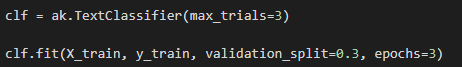 clf = ak.TextClassifier(max_trials=3)
clf.fit(X_train, y_train, validation_split=0.3, epochs=3)